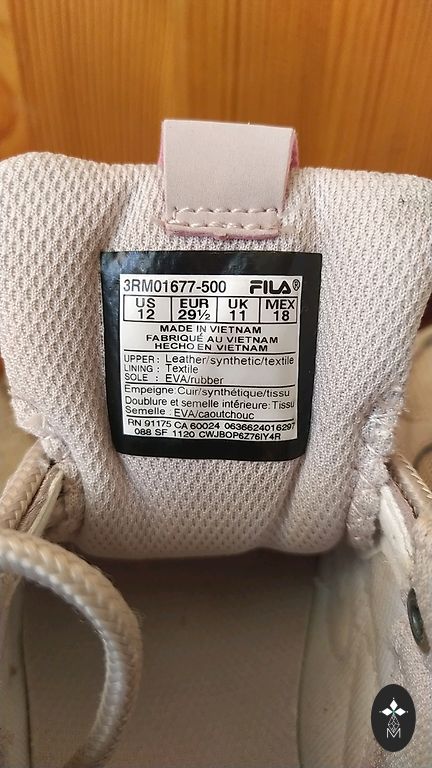 3RM01677-500 FILA®
US EUR UK MEX
12 29½ 11 18
MADE IN VIETNAM
FABRIQUÉ AU VIETNAM
HECHO EN VIETNAM
UPPER: Leather/synthetic/textile
LINING: Textile
SOLE: EVA/rubber
Empeigne:Cuir/synthétique/tissu
Doublure et semelle intérieure: Tissu
Semelle: EVA/caoutchouc
RN 91175 CA 60024 0636624016297
088 SF 1120 CWJBOP6Z76IY4R
M